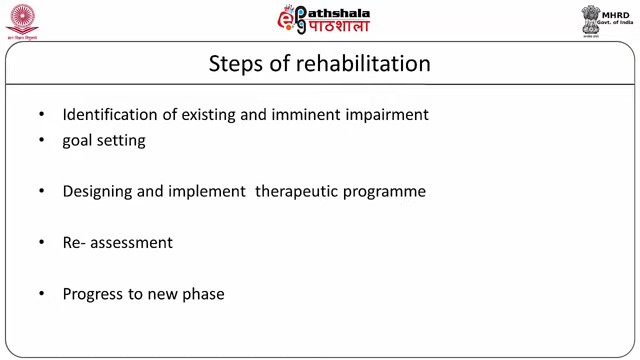 Pathshala
पाठशाला
MHRD
Govt. of India
Steps of rehabilitation
• Identification of existing and imminent impairment
• goal setting
• Designing and implement therapeutic programme
• Re- assessment
• Progress to new phase